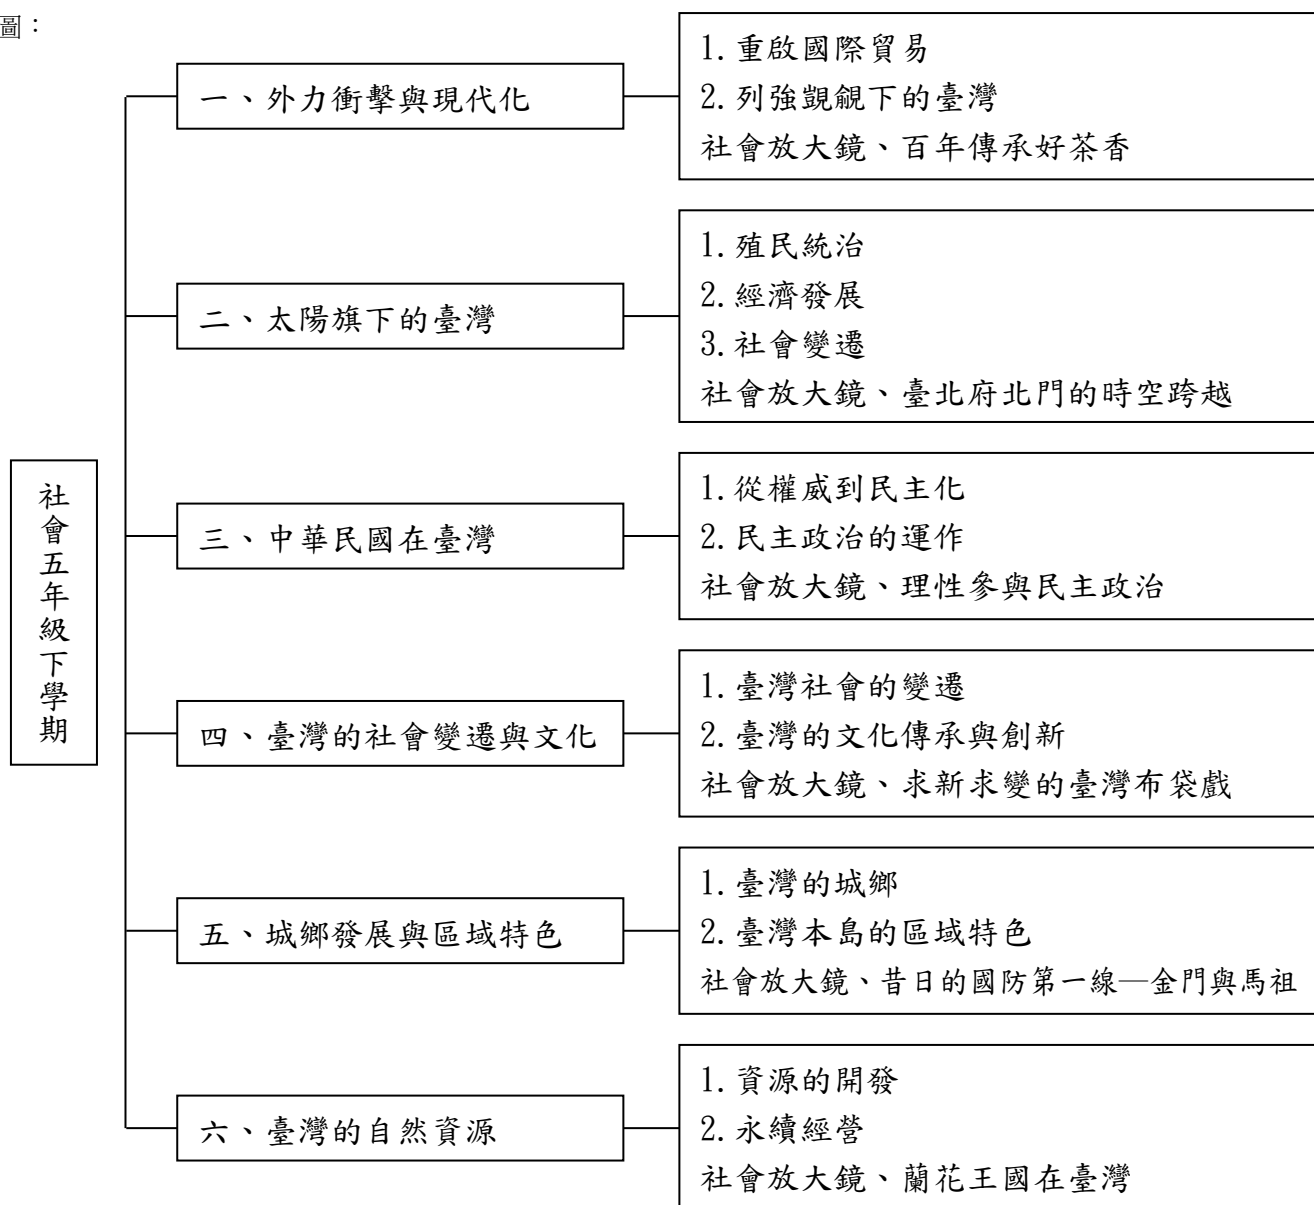 圖：
社會五年級下學期
一、外力衝擊與現代化
1.重啟國際貿易
2.列強覬覦下的臺灣
社會放大鏡、百年傳承好茶香
二、太陽旗下的臺灣
1.殖民統治
2.經濟發展
3.社會變遷
社會放大鏡、臺北府北門的時空跨越
三、中華民國在臺灣
1.從權威到民主化
2.民主政治的運作
社會放大鏡、理性參與民主政治
四、臺灣的社會變遷與文化
1.臺灣社會的變遷
2.臺灣的文化傳承與創新
社會放大鏡、求新求變的臺灣布袋戲
五、城鄉發展與區域特色
1.臺灣的城鄉
2.臺灣本島的區域特色
社會放大鏡、昔日的國防第一線—金門與馬祖
六、臺灣的自然資源
1.資源的開發
2.永續經營
社會放大鏡、蘭花王國在臺灣